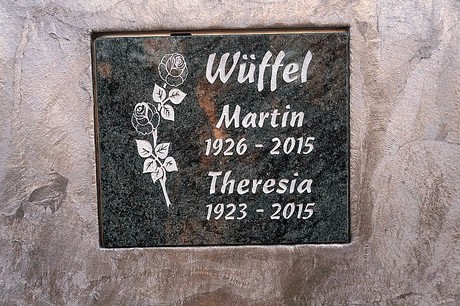 Wüffel
Martin
1926 - 2015
Theresia
1923 - 2015